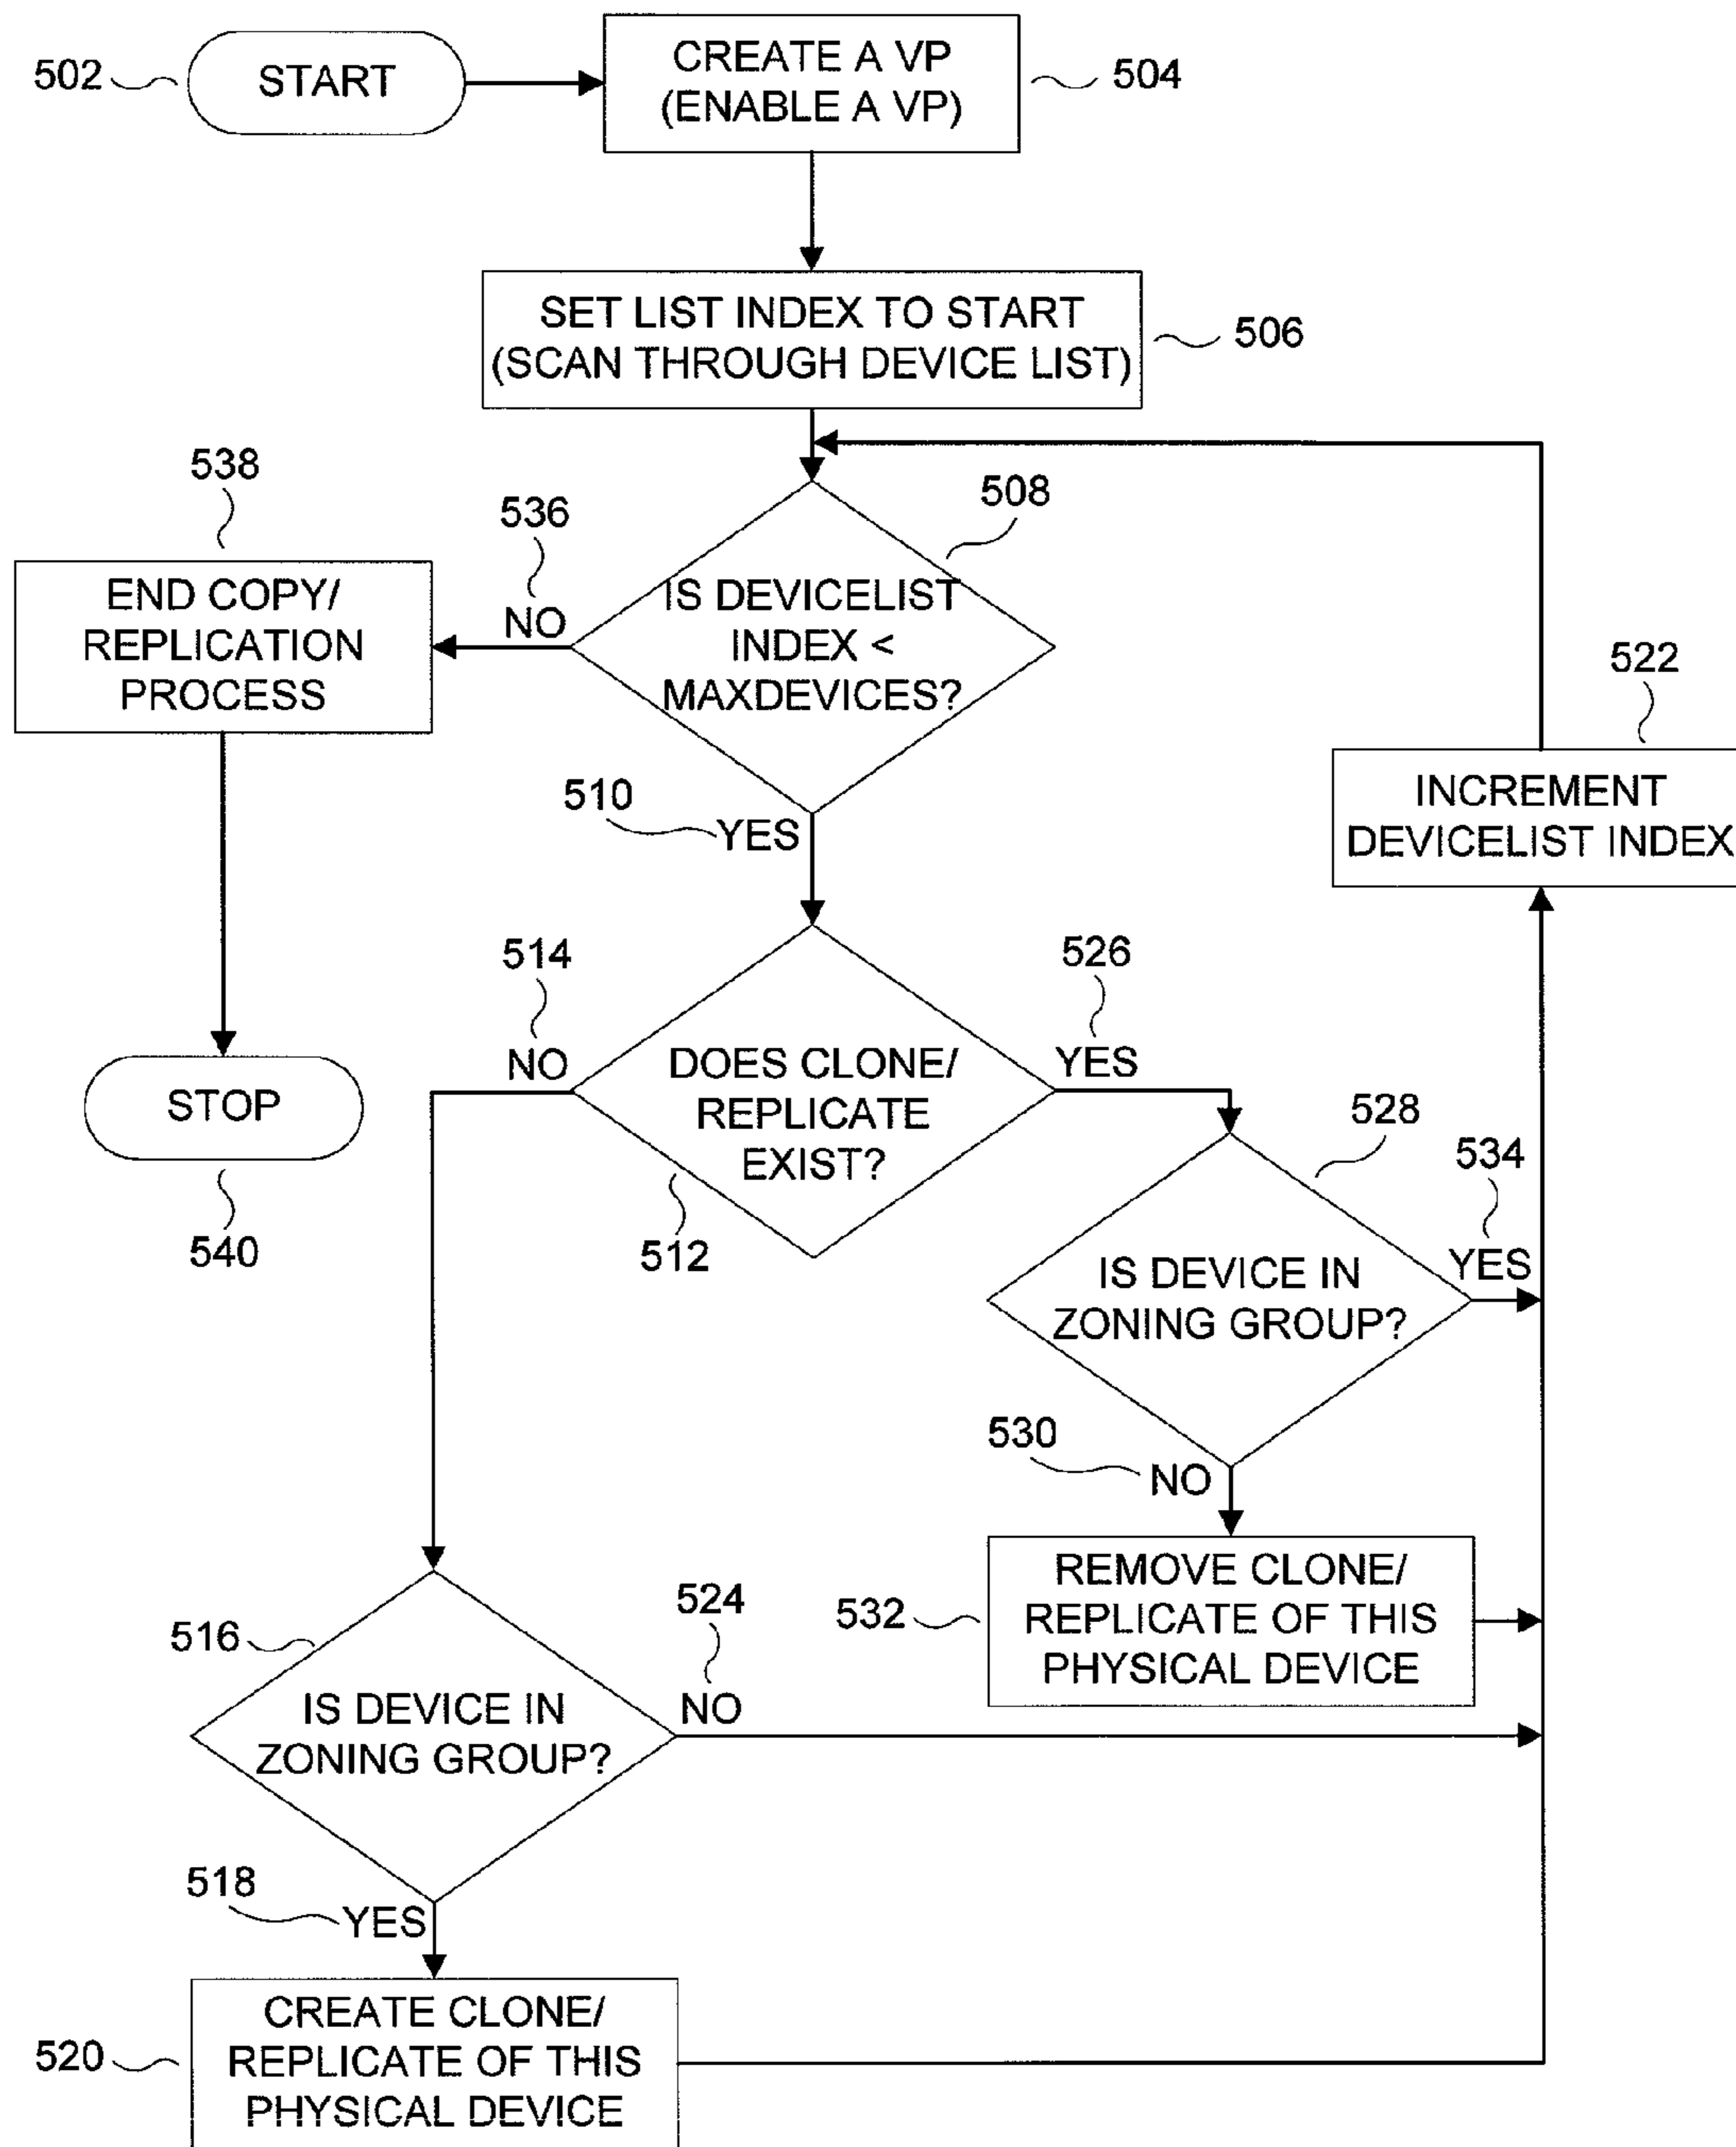 502
START
CREATE A VP
(ENABLE A VP)
504
SET LIST INDEX TO START
(SCAN THROUGH DEVICE LIST)
506
538
536
508
END COPY/
REPLICATION
PROCESS
NO
IS DEVICELIST
INDEX <
MAXDEVICES?
522
510
YES
INCREMENT
DEVICELIST INDEX
514
NO
526
YES
DOES CLONE/
REPLICATE
EXIST?
512
STOP
540
528
534
YES
IS DEVICE IN
ZONING GROUP?
530
NO
532
REMOVE CLONE/
REPLICATE OF THIS
PHYSICAL DEVICE
516
524
NO
IS DEVICE IN
ZONING GROUP?
518
YES
520
CREATE CLONE/
REPLICATE OF THIS
PHYSICAL DEVICE